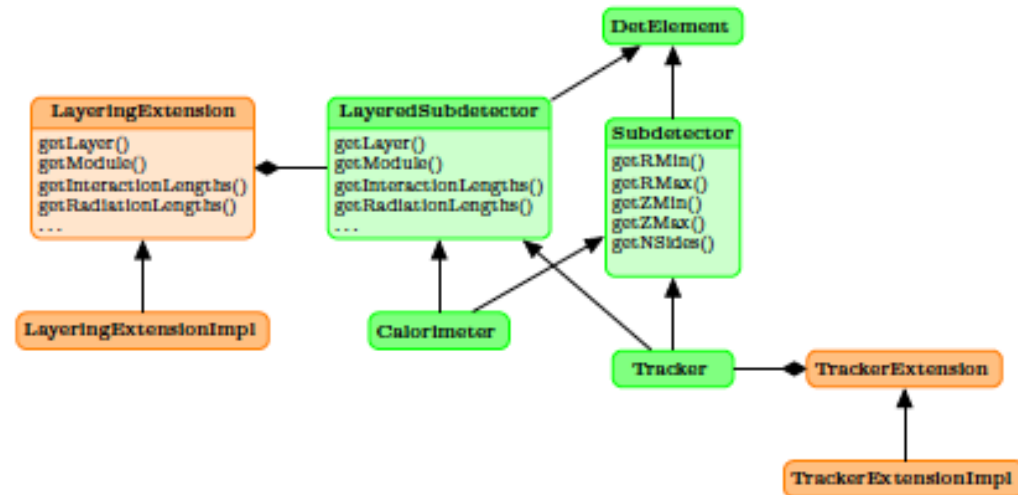 DetElement
LayeringExtension
getLayer()
getModule()
getInteractionLengths()
getRadiationLengths()
...
LayeredSubdetector
getLayer()
getModule()
getInteractionLengths()
getRadiationLengths()
...
Subdetector
getRMin()
getRMax()
getZMin()
getZMax()
getNSides()
LayeringExtensionImpl
Calorimeter
Tracker
TrackerExtension
TrackerExtensionImpl